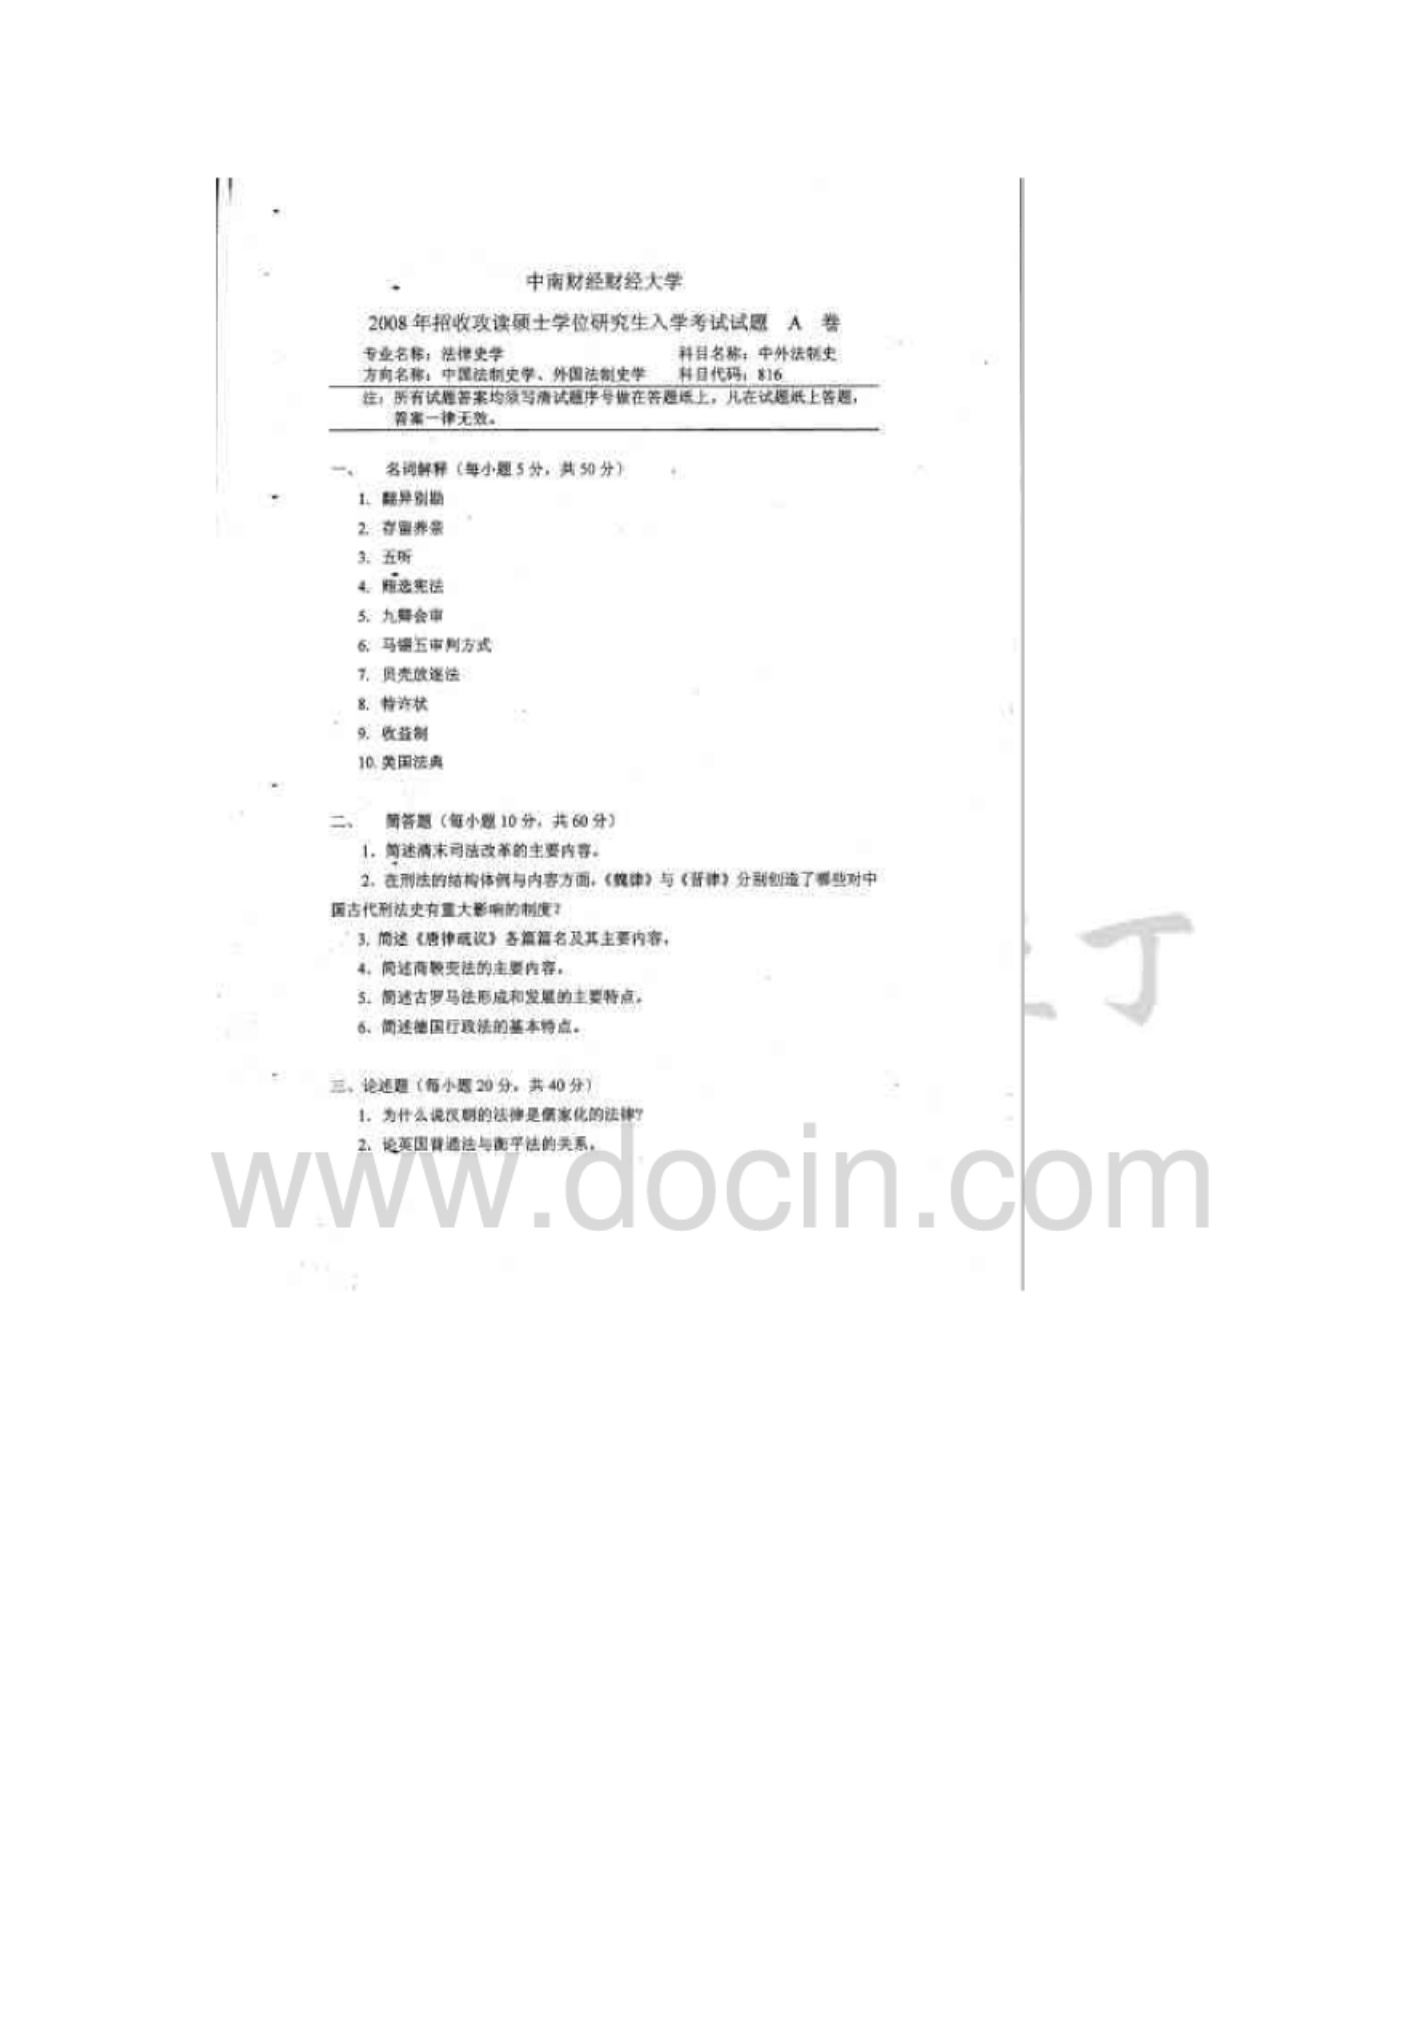 中南财经财经大学
2008 年招收攻读硕士学位研究生入学考试试题 A 卷
专业名称：法律史学 科目名称：中外法制史
方向名称：中国法制史学、外国法制史学 科目代码：816
注：所有试题答案均须写清试题序号做在答题纸上，凡在试题纸上答题，
答案一律无效。
一、 名词解释（每小题 5 分，共 50 分）
1. 翻异别勘
2. 存留养亲
3. 五听
4. 贿选宪法
5. 九卿会审
6. 马锡五审判方式
7. 贝壳放逐法
8. 特许状
9. 收益制
10. 美国法典
二、 简答题（每小题 10 分，共 60 分）
1. 简述清末司法改革的主要内容。
2. 在刑法的结构体例与内容方面，《魏律》与《晋律》分别创造了哪些对中
国古代刑法史有重大影响的制度？
3. 简述《唐律疏议》各篇篇名及其主要内容。
4. 简述商鞅变法的主要内容。
5. 简述古罗马法形成和发展的主要特点。
6. 简述德国行政法的基本特点。
三、论述题（每小题 20 分，共 40 分）
1. 为什么说汉朝的法律是儒家化的法律？
2. 论英国普通法与衡平法的关系。
www.docin.com
丁